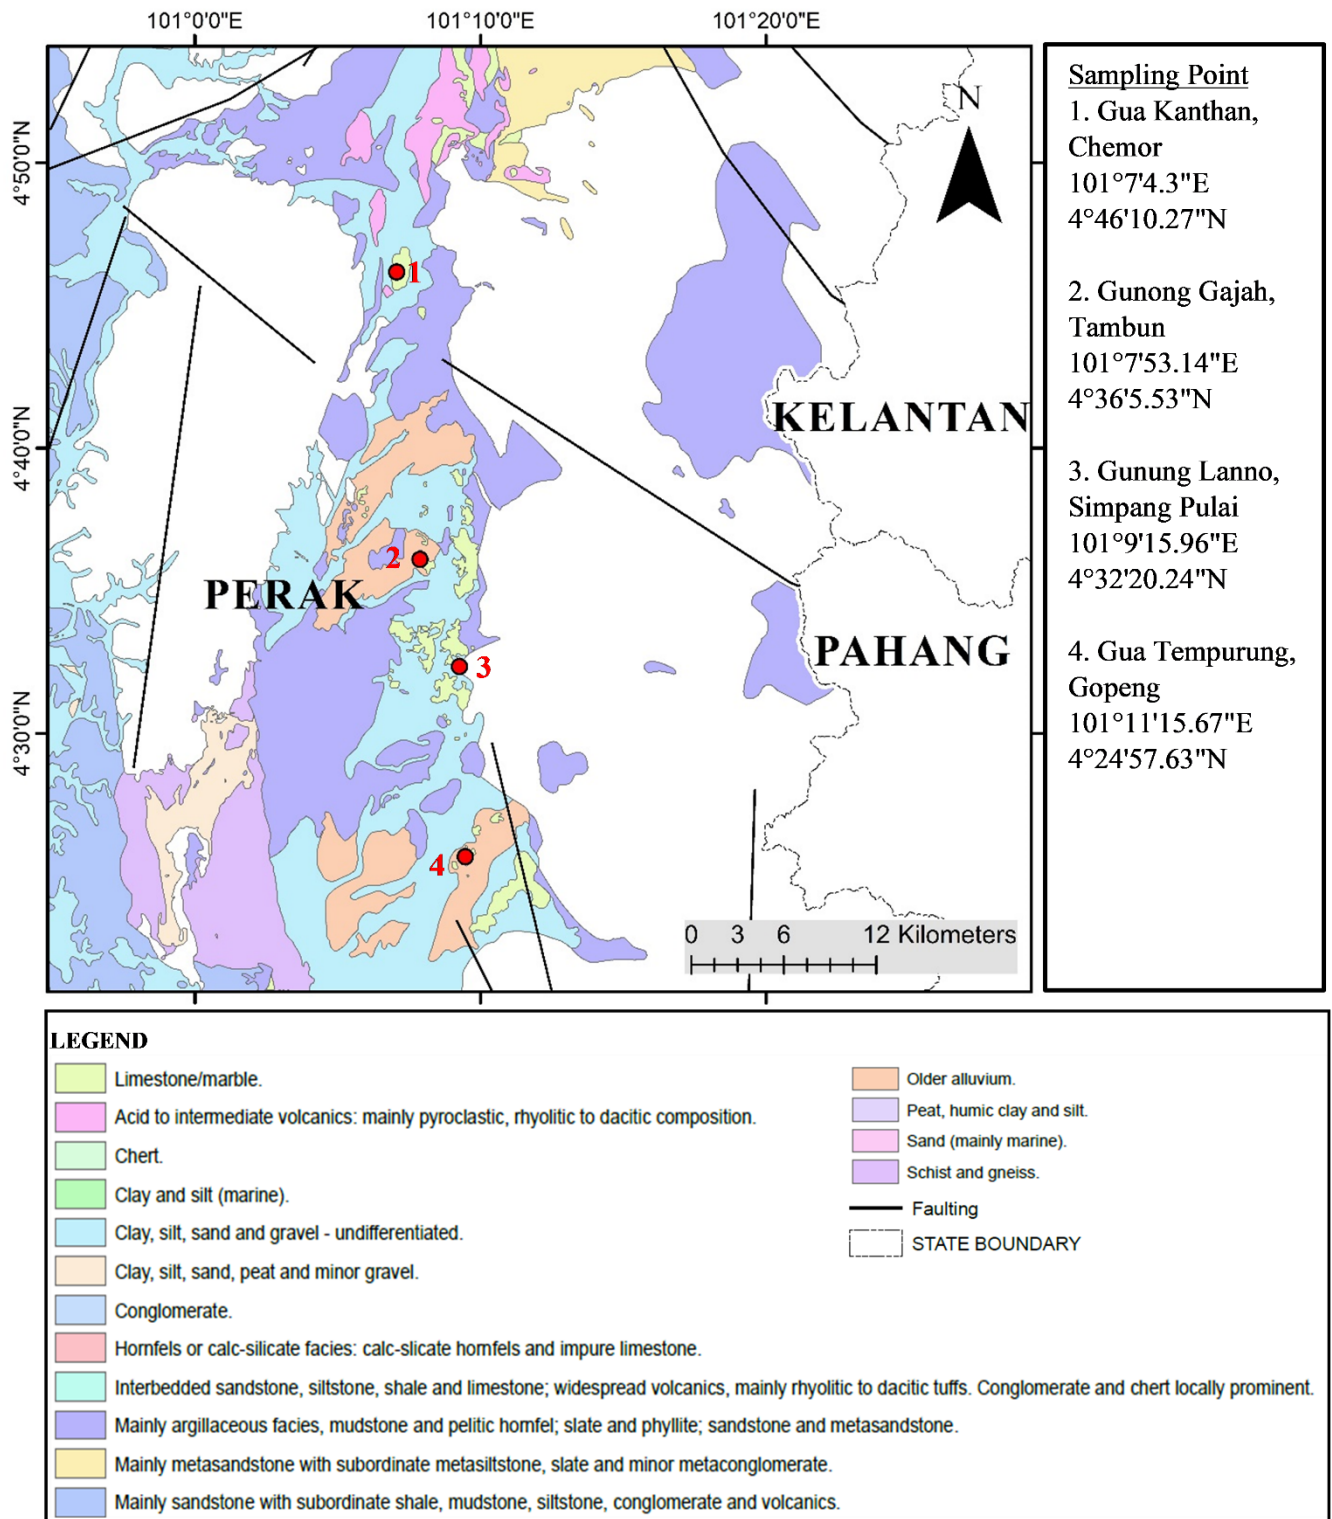 101°0'0"E
101°10'0"E
101°20'0"E
4°50'0"N
4°40'0"N
4°30'0"N
N
1
2
3
4
PERAK
KELANTAN
PAHANG
0 3 6 12 Kilometers
Sampling Point
1. Gua Kanthan,
Chemor
101°7'4.3"E
4°46'10.27"N
2. Gunong Gajah,
Tambun
101°7'53.14"E
4°36'5.53"N
3. Gunung Lanno,
Simpang Pulai
101°9'15.96"E
4°32'20.24"N
4. Gua Tempurung,
Gopeng
101°11'15.67"E
4°24'57.63"N
LEGEND
Limestone/marble.
Acid to intermediate volcanics: mainly pyroclastic, rhyolitic to dacitic composition.
Chert.
Clay and silt (marine).
Clay, silt, sand and gravel - undifferentiated.
Clay, silt, sand, peat and minor gravel.
Conglomerate.
Hornfels or calc-silicate facies: calc-slicate hornfels and impure limestone.
Interbedded sandstone, siltstone, shale and limestone; widespread volcanics, mainly rhyolitic to dacitic tuffs. Conglomerate and chert locally prominent.
Mainly argillaceous facies, mudstone and pelitic hornfel; slate and phyllite; sandstone and metasandstone.
Mainly metasandstone with subordinate metasiltstone, slate and minor metaconglomerate.
Mainly sandstone with subordinate shale, mudstone, siltstone, conglomerate and volcanics.
Older alluvium.
Peat, humic clay and silt.
Sand (mainly marine).
Schist and gneiss.
Faulting
STATE BOUNDARY